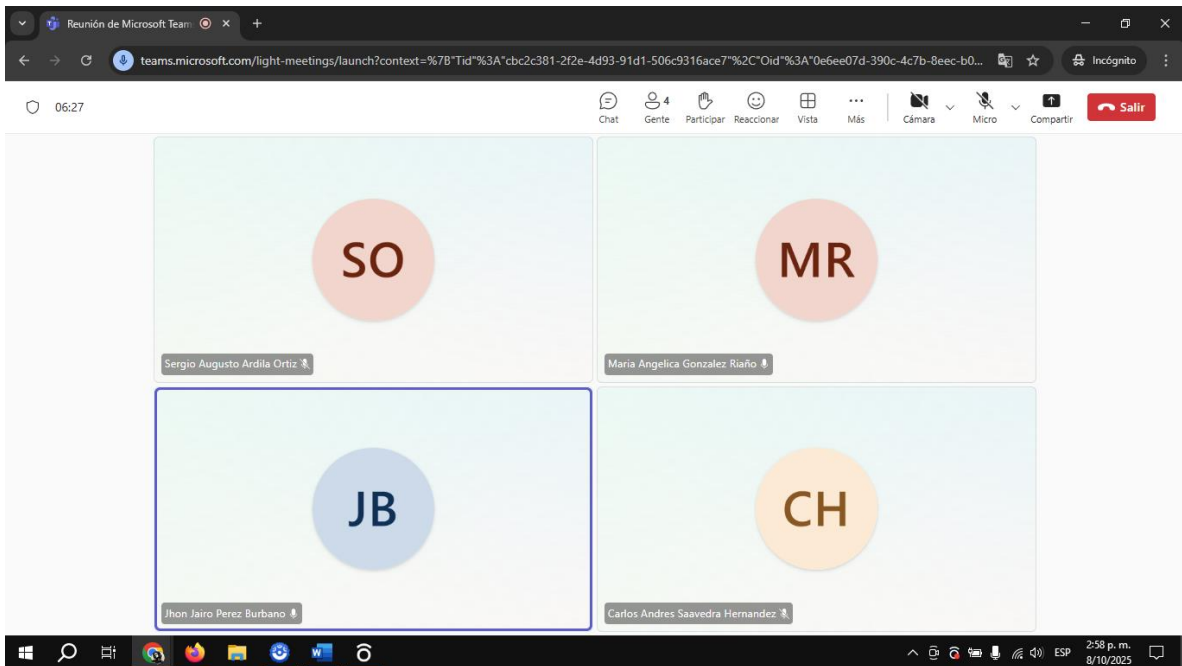 Reunión de Microsoft Team
teams.microsoft.com/light-meetings/launch?context=%7B"Tid"%3A"cbc2c381-2f2e-4d93-91d1-506c9316ace7"%2C"Oid"%3A"0e6ee07d-390c-4c7b-8eec-b0...
Incógnito
06:27
Chat
4
Gente
Participar
Reaccionar
Vista
Más
Cámara
Micro
Compartir
Salir
SO
Sergio Augusto Ardila Ortiz
MR
Maria Angelica Gonzalez Riaño
JB
Jhon Jairo Perez Burbano
CH
Carlos Andres Saavedra Hernandez
ESP
2:58 p. m.
8/10/2025